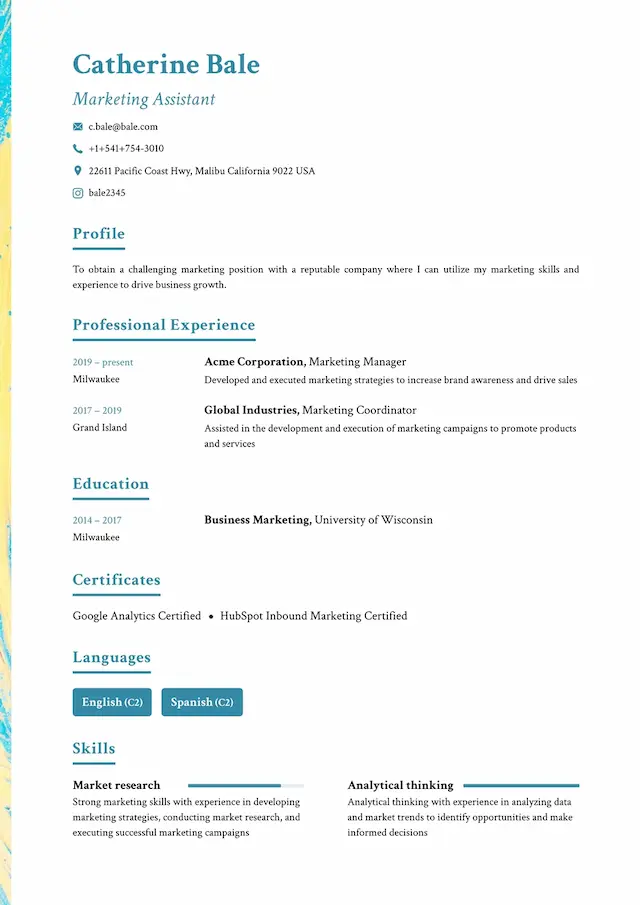 Catherine Bale
Marketing Assistant
c.bale@bale.com
+1+541+754-3010
22611 Pacific Coast Hwy, Malibu California 9022 USA
bale2345
Profile
To obtain a challenging marketing position with a reputable company where I can utilize my marketing skills and
experience to drive business growth.
Professional Experience
2019 – present
Milwaukee
Acme Corporation, Marketing Manager
Developed and executed marketing strategies to increase brand awareness and drive sales
2017 – 2019
Grand Island
Global Industries, Marketing Coordinator
Assisted in the development and execution of marketing campaigns to promote products
and services
Education
2014 – 2017
Milwaukee
Business Marketing, University of Wisconsin
Certificates
Google Analytics Certified • HubSpot Inbound Marketing Certified
Languages
English (C2)
Spanish (C2)
Skills
Market research
Strong marketing skills with experience in developing
marketing strategies, conducting market research, and
executing successful marketing campaigns
Analytical thinking
Analytical thinking with experience in analyzing data
and market trends to identify opportunities and make
informed decisions